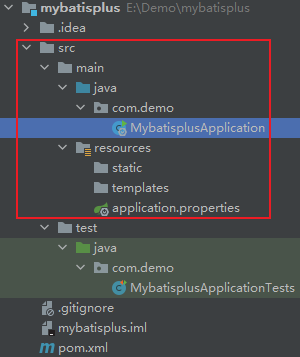 mybatisplus E:\Demo\mybatisplus
.idea
src
main
java
com.demo
MybatisplusApplication
resources
static
templates
application.properties
test
java
com.demo
MybatisplusApplicationTests
.gitignore
mybatisplus.iml
pom.xml